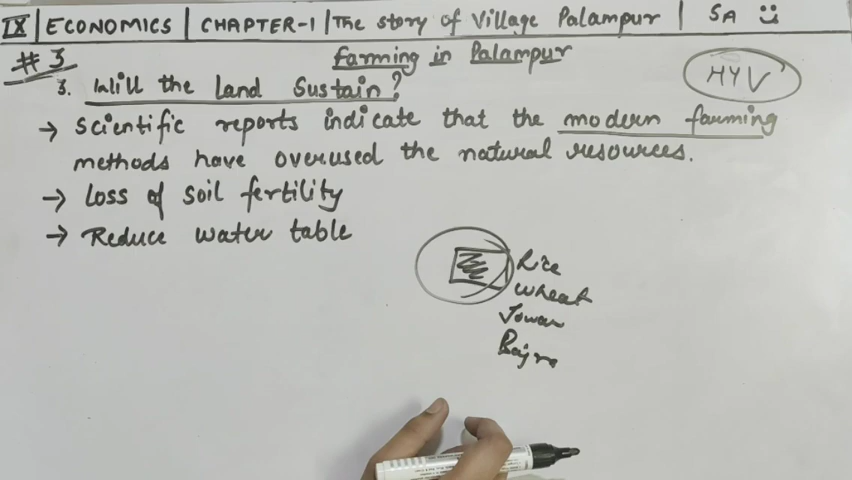 IX | ECONOMICS | CHAPTER-1 | The story of Village Palampur | SA
#3 Farming in Palampur
3. Will the Land Sustain?
HYV
→ Scientific reports indicate that the modern farming
methods have overused the natural resources.
→ Loss of soil fertility
→ Reduce water table
Rice
Wheat
Jowar
Bajra